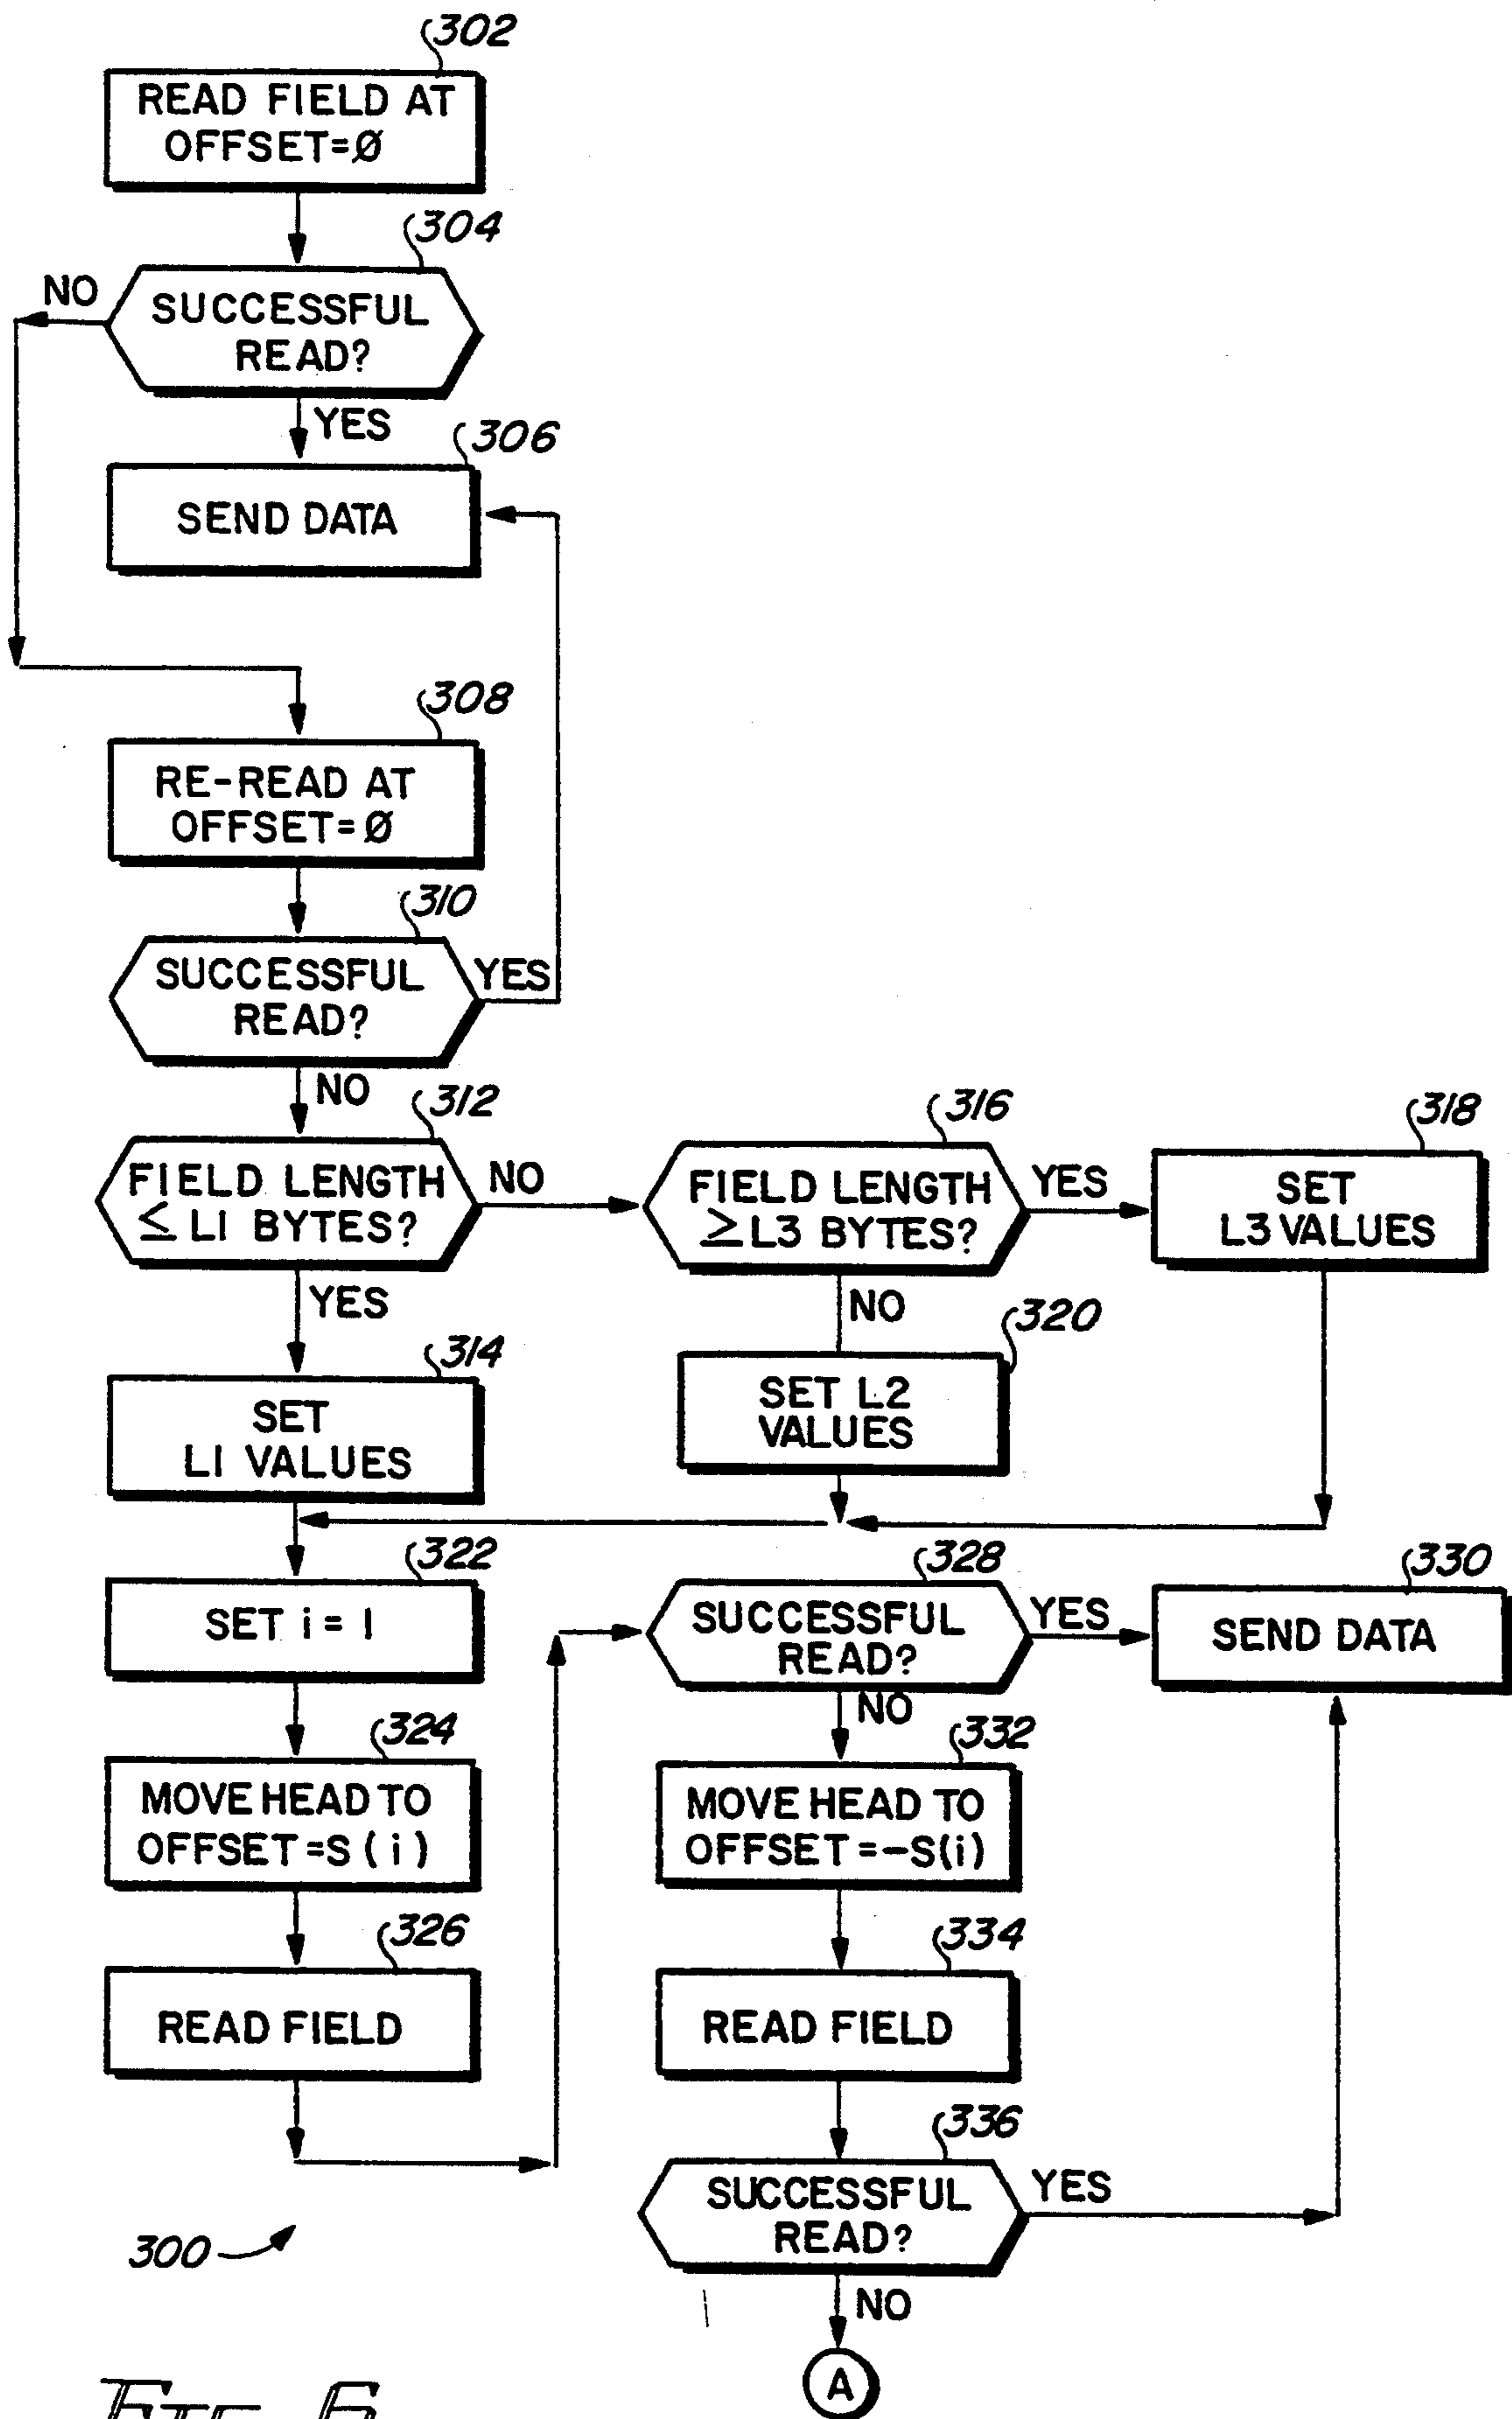 302
READ FIELD AT
OFFSET=Ø
304
NO
SUCCESSFUL
READ?
YES
306
SEND DATA
308
RE-READ AT
OFFSET=Ø
310
SUCCESSFUL
READ?
YES
NO
312
FIELD LENGTH
≤ L1 BYTES?
NO
316
FIELD LENGTH
≥ L3 BYTES?
YES
318
SET
L3 VALUES
YES
NO
320
SET L2
VALUES
314
SET
L1 VALUES
322
SET i = 1
328
SUCCESSFUL
READ?
YES
330
SEND DATA
NO
324
MOVE HEAD TO
OFFSET=S(i)
332
MOVE HEAD TO
OFFSET=-S(i)
326
READ FIELD
334
READ FIELD
336
SUCCESSFUL
READ?
YES
300
NO
A